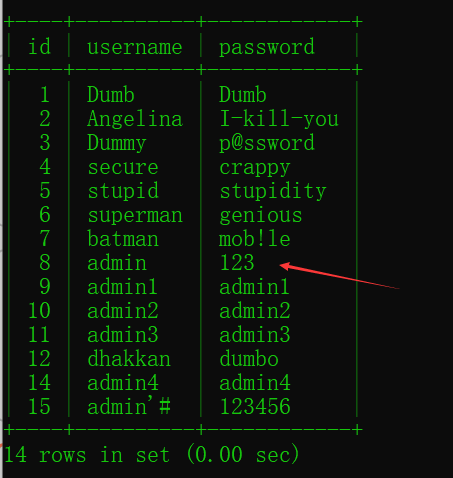 id username password
1 Dumb Dumb
2 Angelina I-kill-you
3 Dummy p@ssword
4 secure crappy
5 stupid stupidity
6 superman genious
7 batman mob!le
8 admin 123
9 admin1 admin1
10 admin2 admin2
11 admin3 admin3
12 dhakkan dumbo
14 admin4 admin4
15 admin'# 123456
14 rows in set (0.00 sec)